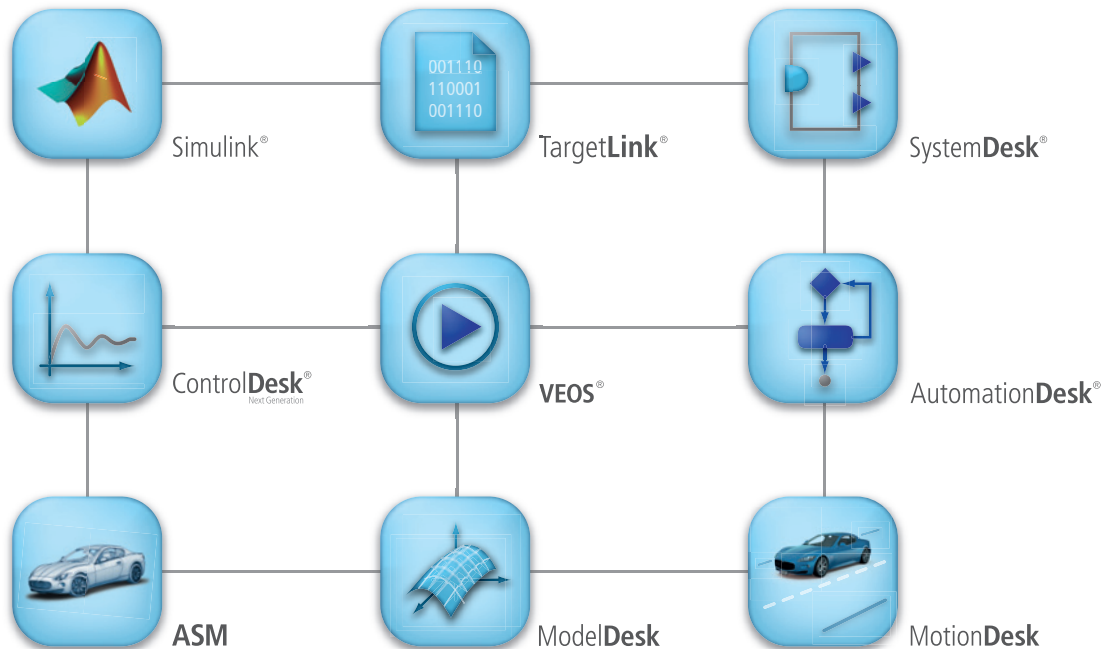 001110
110001
001110
Simulink®
TargetLink®
SystemDesk®
ControlDesk®
Next Generation
VEOS®
AutomationDesk®
ASM
ModelDesk
MotionDesk